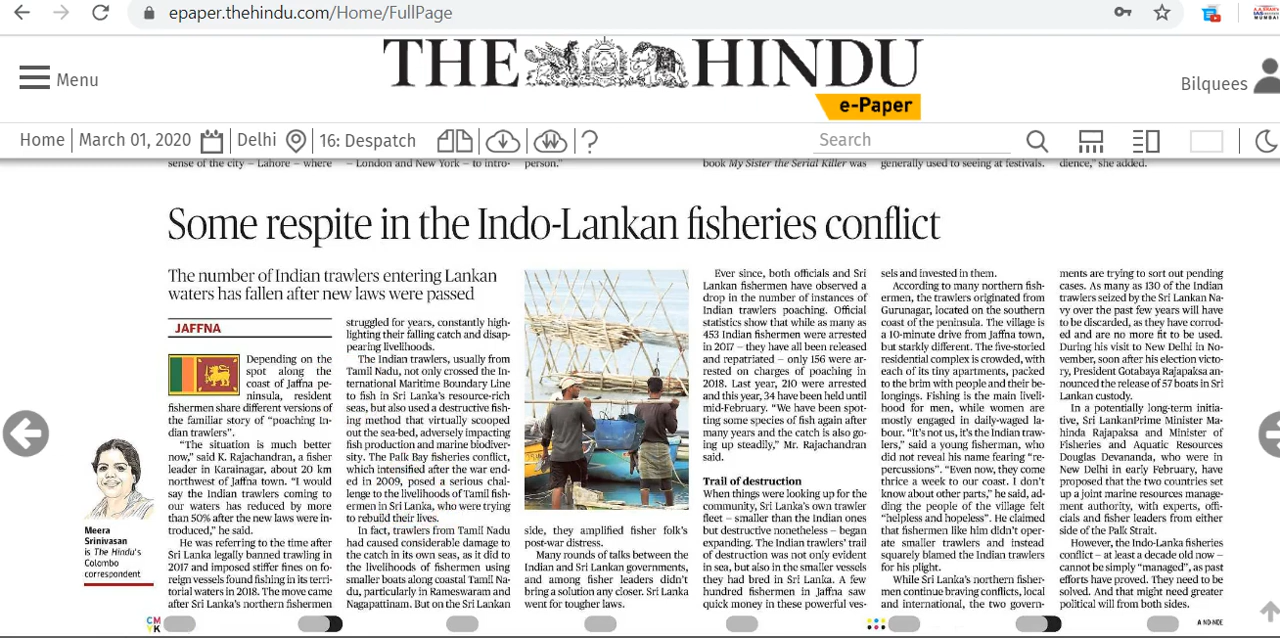 epaper.thehindu.com/Home/FullPage
THE HINDU
e-Paper
Menu
Bilquees
Home
March 01, 2020
Delhi
16: Despatch
?
Search
sense of the city – Lahore – where
– London and New York – to intro-
person."
book My Sister the Serial Killer was
generally used to seeing at festivals.
dience," she added.
Some respite in the Indo-Lankan fisheries conflict
The number of Indian trawlers entering Lankan
waters has fallen after new laws were passed
JAFFNA
Meera
Srinivasan
is The Hindu's
Colombo
correspondent
Depending on the
spot along the
coast of Jaffna pe-
ninsula, resident
fishermen share different versions of
the familiar story of "poaching In-
dian trawlers".
"The situation is much better
now," said K. Rajachandran, a fisher
leader in Karainagar, about 20 km
northwest of Jaffna town. "I would
say the Indian trawlers coming to
our waters has reduced by more
than 50% after the new laws were in-
troduced," he said.
He was referring to the time after
Sri Lanka legally banned trawling in
2017 and imposed stiffer fines on fo-
reign vessels found fishing in its terri-
torial waters in 2018. The move came
after Sri Lanka's northern fishermen
struggled for years, constantly high-
lighting their falling catch and disap-
pearing livelihoods.
The Indian trawlers, usually from
Tamil Nadu, not only crossed the In-
ternational Maritime Boundary Line
to fish in Sri Lanka's resource-rich
seas, but also used a destructive fish-
ing method that virtually scooped
out the sea-bed, adversely impacting
fish production and marine biodiver-
sity. The Palk Bay fisheries conflict,
which intensified after the war end-
ed in 2009, posed a serious chal-
lenge to the livelihoods of Tamil fish-
ermen in Sri Lanka, who were trying
to rebuild their lives.
In fact, trawlers from Tamil Nadu
had caused considerable damage to
the catch in its own seas, as it did to
the livelihoods of fishermen using
smaller boats along coastal Tamil Na-
du, particularly in Rameswaram and
Nagapattinam. But on the Sri Lankan
side, they amplified fisher folk's
post-war distress.
Many rounds of talks between the
Indian and Sri Lankan governments,
and among fisher leaders didn't
bring a solution any closer. Sri Lanka
went for tougher laws.
Ever since, both officials and Sri
Lankan fishermen have observed a
drop in the number of instances of
Indian trawlers poaching. Official
statistics show that while as many as
453 Indian fishermen were arrested
in 2017 – they have all been released
and repatriated – only 156 were ar-
rested on charges of poaching in
2018. Last year, 210 were arrested
and this year, 34 have been held until
mid-February. "We have been spot-
ting some species of fish again after
many years and the catch is also go-
ing up steadily," Mr. Rajachandran
said.
Trail of destruction
When things were looking up for the
community, Sri Lanka's own trawler
fleet – smaller than the Indian ones
but destructive nonetheless – began
expanding. The Indian trawlers' trail
of destruction was not only evident
in sea, but also in the smaller vessels
they had bred in Sri Lanka. A few
hundred fishermen in Jaffna saw
quick money in these powerful ves-
sels and invested in them.
According to many northern fish-
ermen, the trawlers originated from
Gurunagar, located on the southern
coast of the peninsula. The village is
a 10-minute drive from Jaffna town,
but starkly different. The five-storied
residential complex is crowded, with
each of its tiny apartments, packed
to the brim with people and their be-
longings. Fishing is the main liveli-
hood for men, while women are
mostly engaged in daily-waged la-
bour. "It's not us, it's the Indian traw-
lers," said a young fisherman, who
did not reveal his name fearing "re-
percussions". "Even now, they come
thrice a week to our coast. I don't
know about other parts," he said, ad-
ding the people of the village felt
"helpless and hopeless". He claimed
that fishermen like him didn't oper-
ate smaller trawlers and instead
squarely blamed the Indian trawlers
for his plight.
While Sri Lanka's northern fisher-
men continue braving conflicts, local
and international, the two govern-
ments are trying to sort out pending
cases. As many as 130 of the Indian
trawlers seized by the Sri Lankan Na-
vy over the past few years will have
to be discarded, as they have corrod-
ed and are no more fit to be used.
During his visit to New Delhi in No-
vember, soon after his election victo-
ry, President Gotabaya Rajapaksa an-
nounced the release of 57 boats in Sri
Lankan custody.
In a potentially long-term initia-
tive, Sri LankanPrime Minister Ma-
hinda Rajapaksa and Minister of
Fisheries and Aquatic Resources
Douglas Devananda, who were in
New Delhi in early February, have
proposed that the two countries set
up a joint marine resources manage-
ment authority, with experts, offi-
cials and fisher leaders from either
side of the Palk Strait.
However, the Indo-Lanka fisheries
conflict – at least a decade old now –
cannot be simply "managed", as past
efforts have proved. They need to be
solved. And that might need greater
political will from both sides.
CM
YK
A ND-NDE